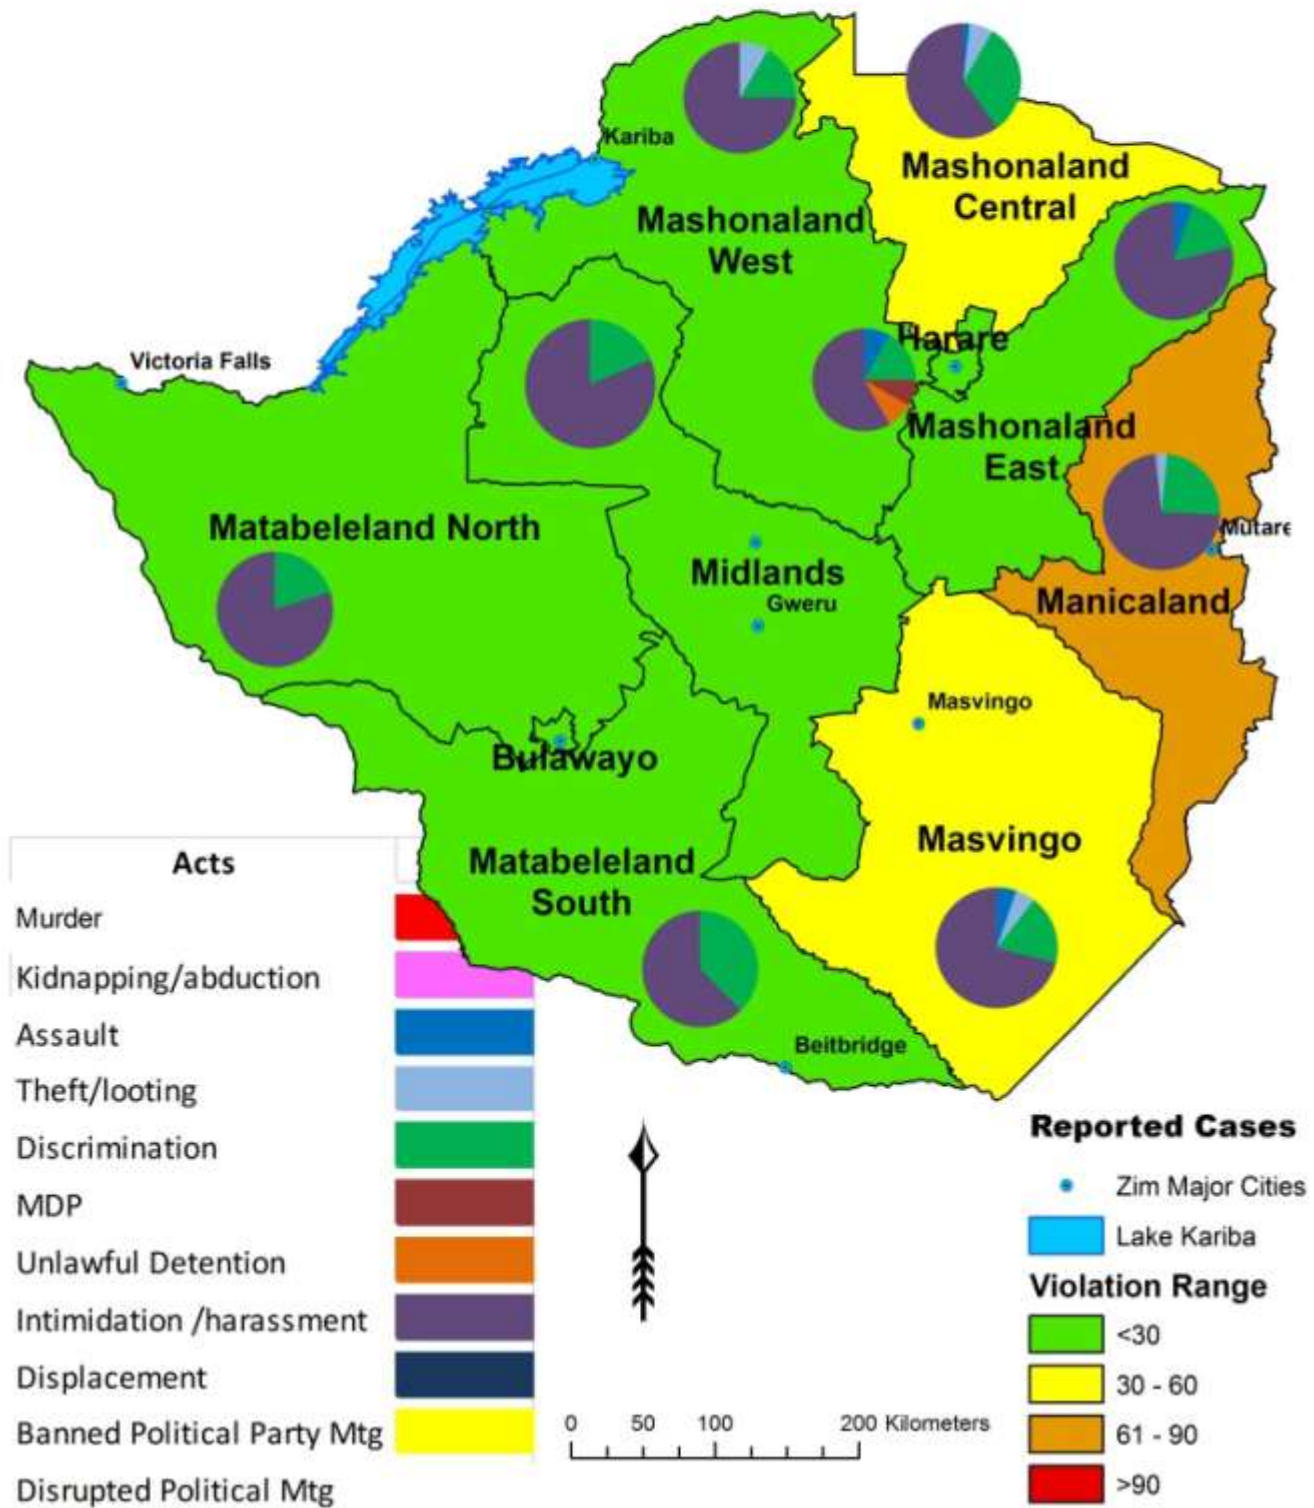 Kariba
Mashonaland
Central
Mashonaland
West
Harare
Victoria Falls
Mashonaland
East
Matabeleland North
Mutare
Midlands
Gweru
Manicaland
Masvingo
Bulawayo
Masvingo
Matabeleland
South
Beitbridge
Acts
Murder
Kidnapping/abduction
Assault
Theft/looting
Discrimination
MDP
Unlawful Detention
Intimidation /harassment
Displacement
Banned Political Party Mtg
Disrupted Political Mtg
0 50 100 200 Kilometers
Reported Cases
Zim Major Cities
Lake Kariba
Violation Range
<30
30 - 60
61 - 90
>90